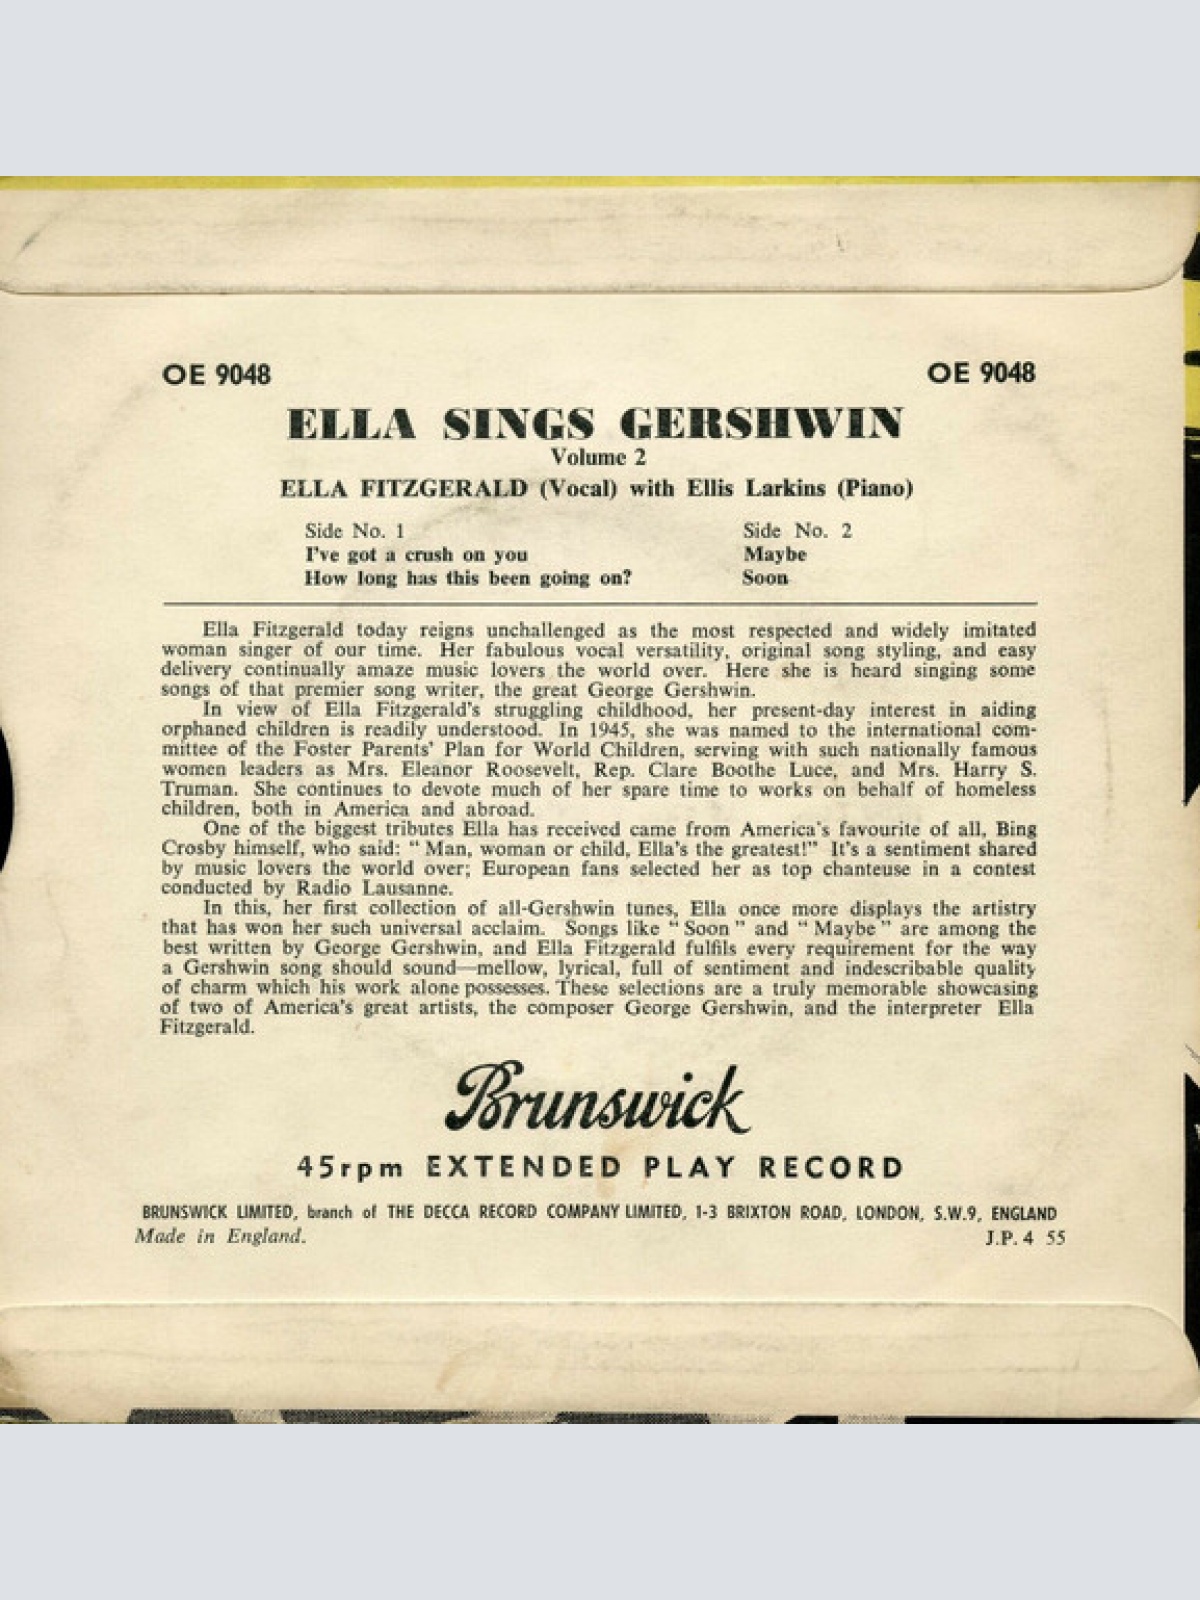 OE 9048 OE 9048
ELLA SINGS GERSHWIN
Volume 2
ELLA FITZGERALD (Vocal) with Ellis Larkins (Piano)
Side No. 1 Side No. 2
I've got a crush on you Maybe
How long has this been going on? Soon
Ella Fitzgerald today reigns unchallenged as the most respected and widely imitated
woman singer of our time. Her fabulous vocal versatility, original song styling, and easy
delivery continually amaze music lovers the world over. Here she is heard singing some
songs of that premier song writer, the great George Gershwin.
In view of Ella Fitzgerald's struggling childhood, her present-day interest in aiding
orphaned children is readily understood. In 1945, she was named to the international com-
mittee of the Foster Parents' Plan for World Children, serving with such nationally famous
women leaders as Mrs. Eleanor Roosevelt, Rep. Clare Boothe Luce, and Mrs. Harry S.
Truman. She continues to devote much of her spare time to works on behalf of homeless
children, both in America and abroad.
One of the biggest tributes Ella has received came from America's favourite of all, Bing
Crosby himself, who said: "Man, woman or child, Ella's the greatest!" It's a sentiment shared
by music lovers the world over; European fans selected her as top chanteuse in a contest
conducted by Radio Lausanne.
In this, her first collection of all-Gershwin tunes, Ella once more displays the artistry
that has won her such universal acclaim. Songs like "Soon" and "Maybe" are among the
best written by George Gershwin, and Ella Fitzgerald fulfils every requirement for the way
a Gershwin song should sound—mellow, lyrical, full of sentiment and indescribable quality
of charm which his work alone possesses. These selections are a truly memorable showcasing
of two of America's great artists, the composer George Gershwin, and the interpreter Ella
Fitzgerald.
Brunswick
45rpm EXTENDED PLAY RECORD
BRUNSWICK LIMITED, branch of THE DECCA RECORD COMPANY LIMITED, 1-3 BRIXTON ROAD, LONDON, S.W.9, ENGLAND
Made in England. J.P.4 55